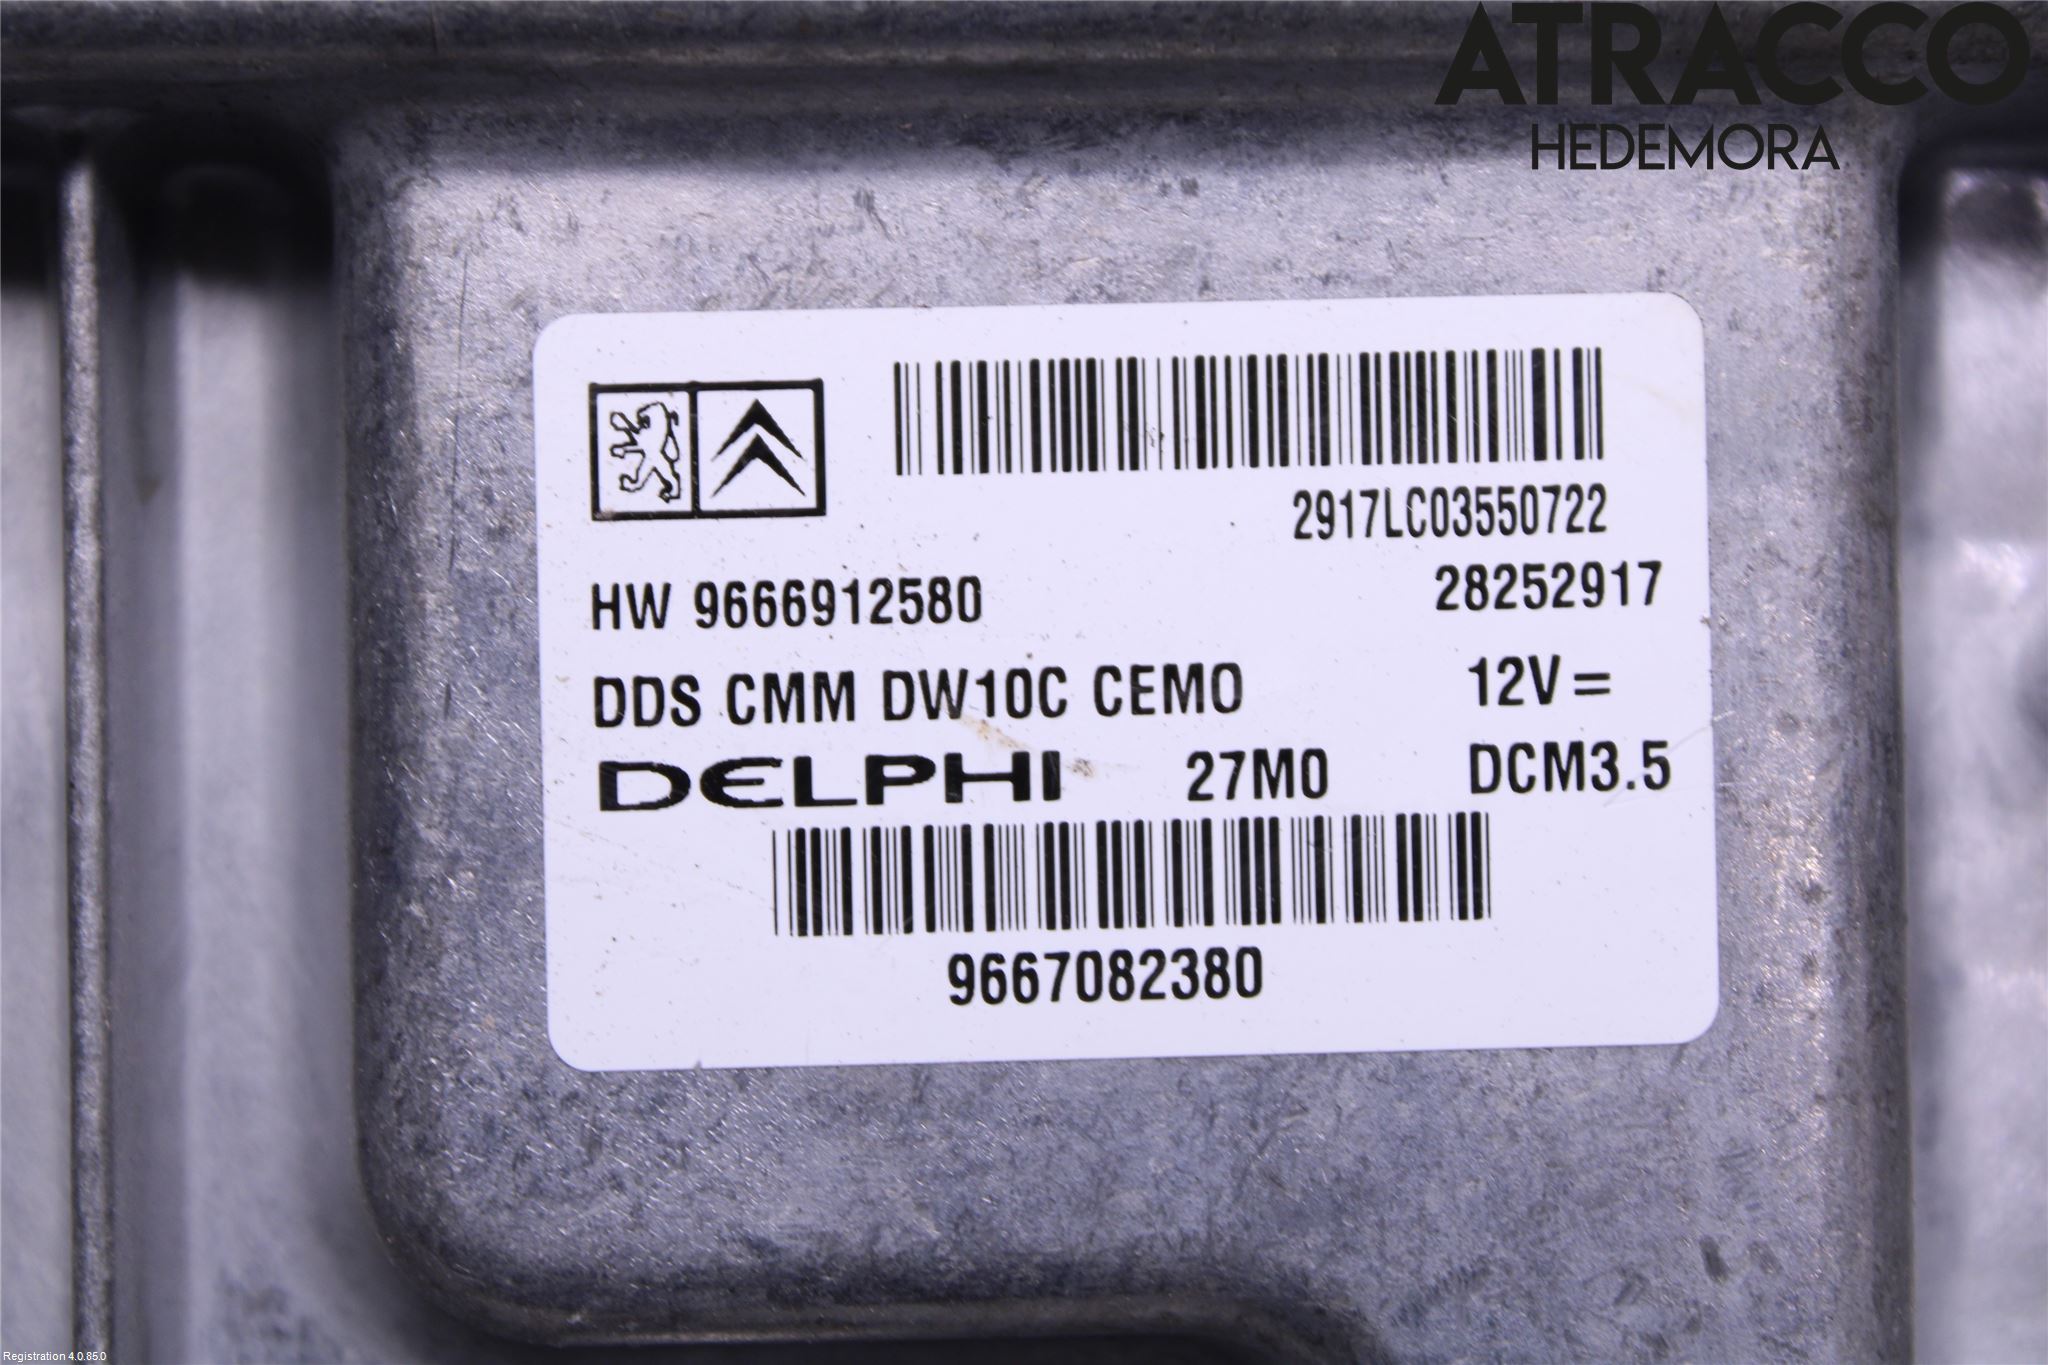 ATRACCO
HEDEMORA
2917LC03550722
HW 9666912580 28252917
DDS CMM DW10C CEMO 12V=
DELPHI 27M0 DCM3.5
9667082380
Registration 4.0.85.0